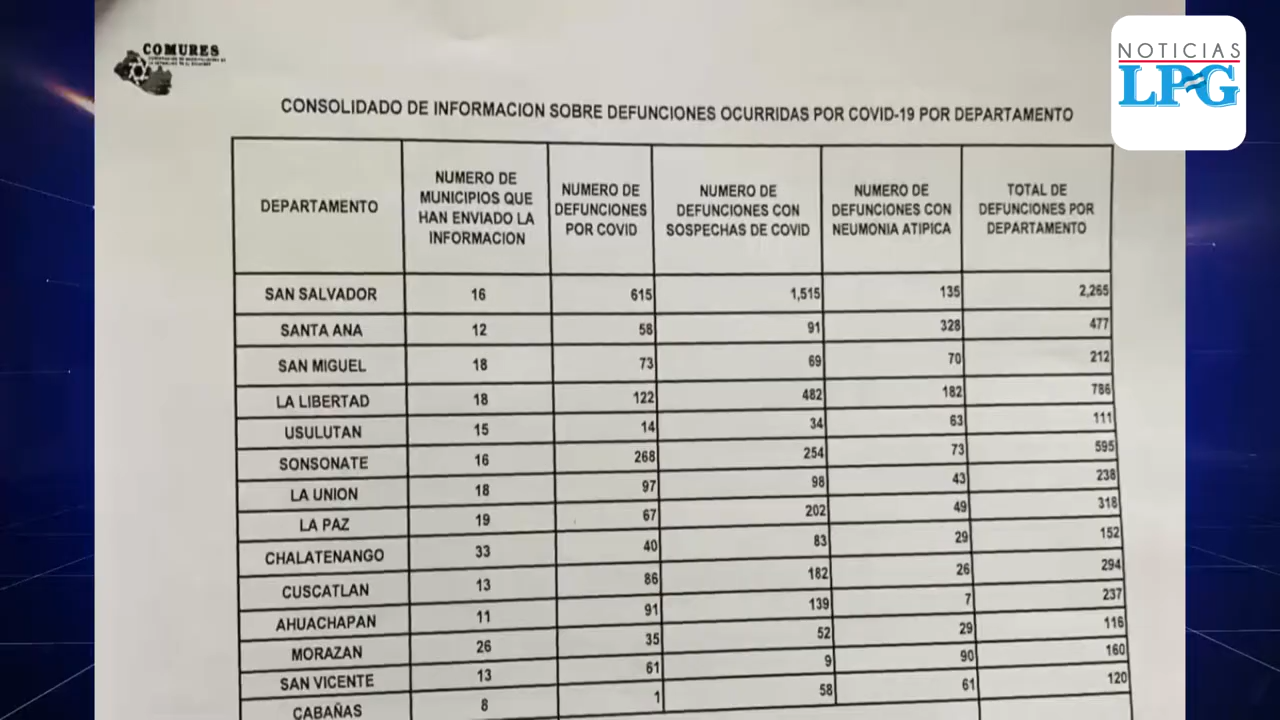 COMURES
NOTICIAS
LPG
CONSOLIDADO DE INFORMACION SOBRE DEFUNCIONES OCURRIDAS POR COVID-19 POR DEPARTAMENTO
DEPARTAMENTO
NUMERO DE
MUNICIPIOS QUE
HAN ENVIADO LA
INFORMACION
NUMERO DE
DEFUNCIONES
POR COVID
NUMERO DE
DEFUNCIONES CON
SOSPECHAS DE COVID
NUMERO DE
DEFUNCIONES CON
NEUMONIA ATIPICA
TOTAL DE
DEFUNCIONES POR
DEPARTAMENTO
SAN SALVADOR 16 615 1,515 135 2,265
SANTA ANA 12 58 91 328 477
SAN MIGUEL 18 73 69 70 212
LA LIBERTAD 18 122 482 182 786
USULUTAN 15 14 34 63 111
SONSONATE 16 268 254 73 595
LA UNION 18 97 98 43 238
LA PAZ 19 67 202 49 318
CHALATENANGO 33 40 83 29 152
CUSCATLAN 13 86 182 26 294
AHUACHAPAN 11 91 139 7 237
MORAZAN 26 35 52 29 116
SAN VICENTE 13 61 9 90 160
CABAÑAS 8 1 58 61 120